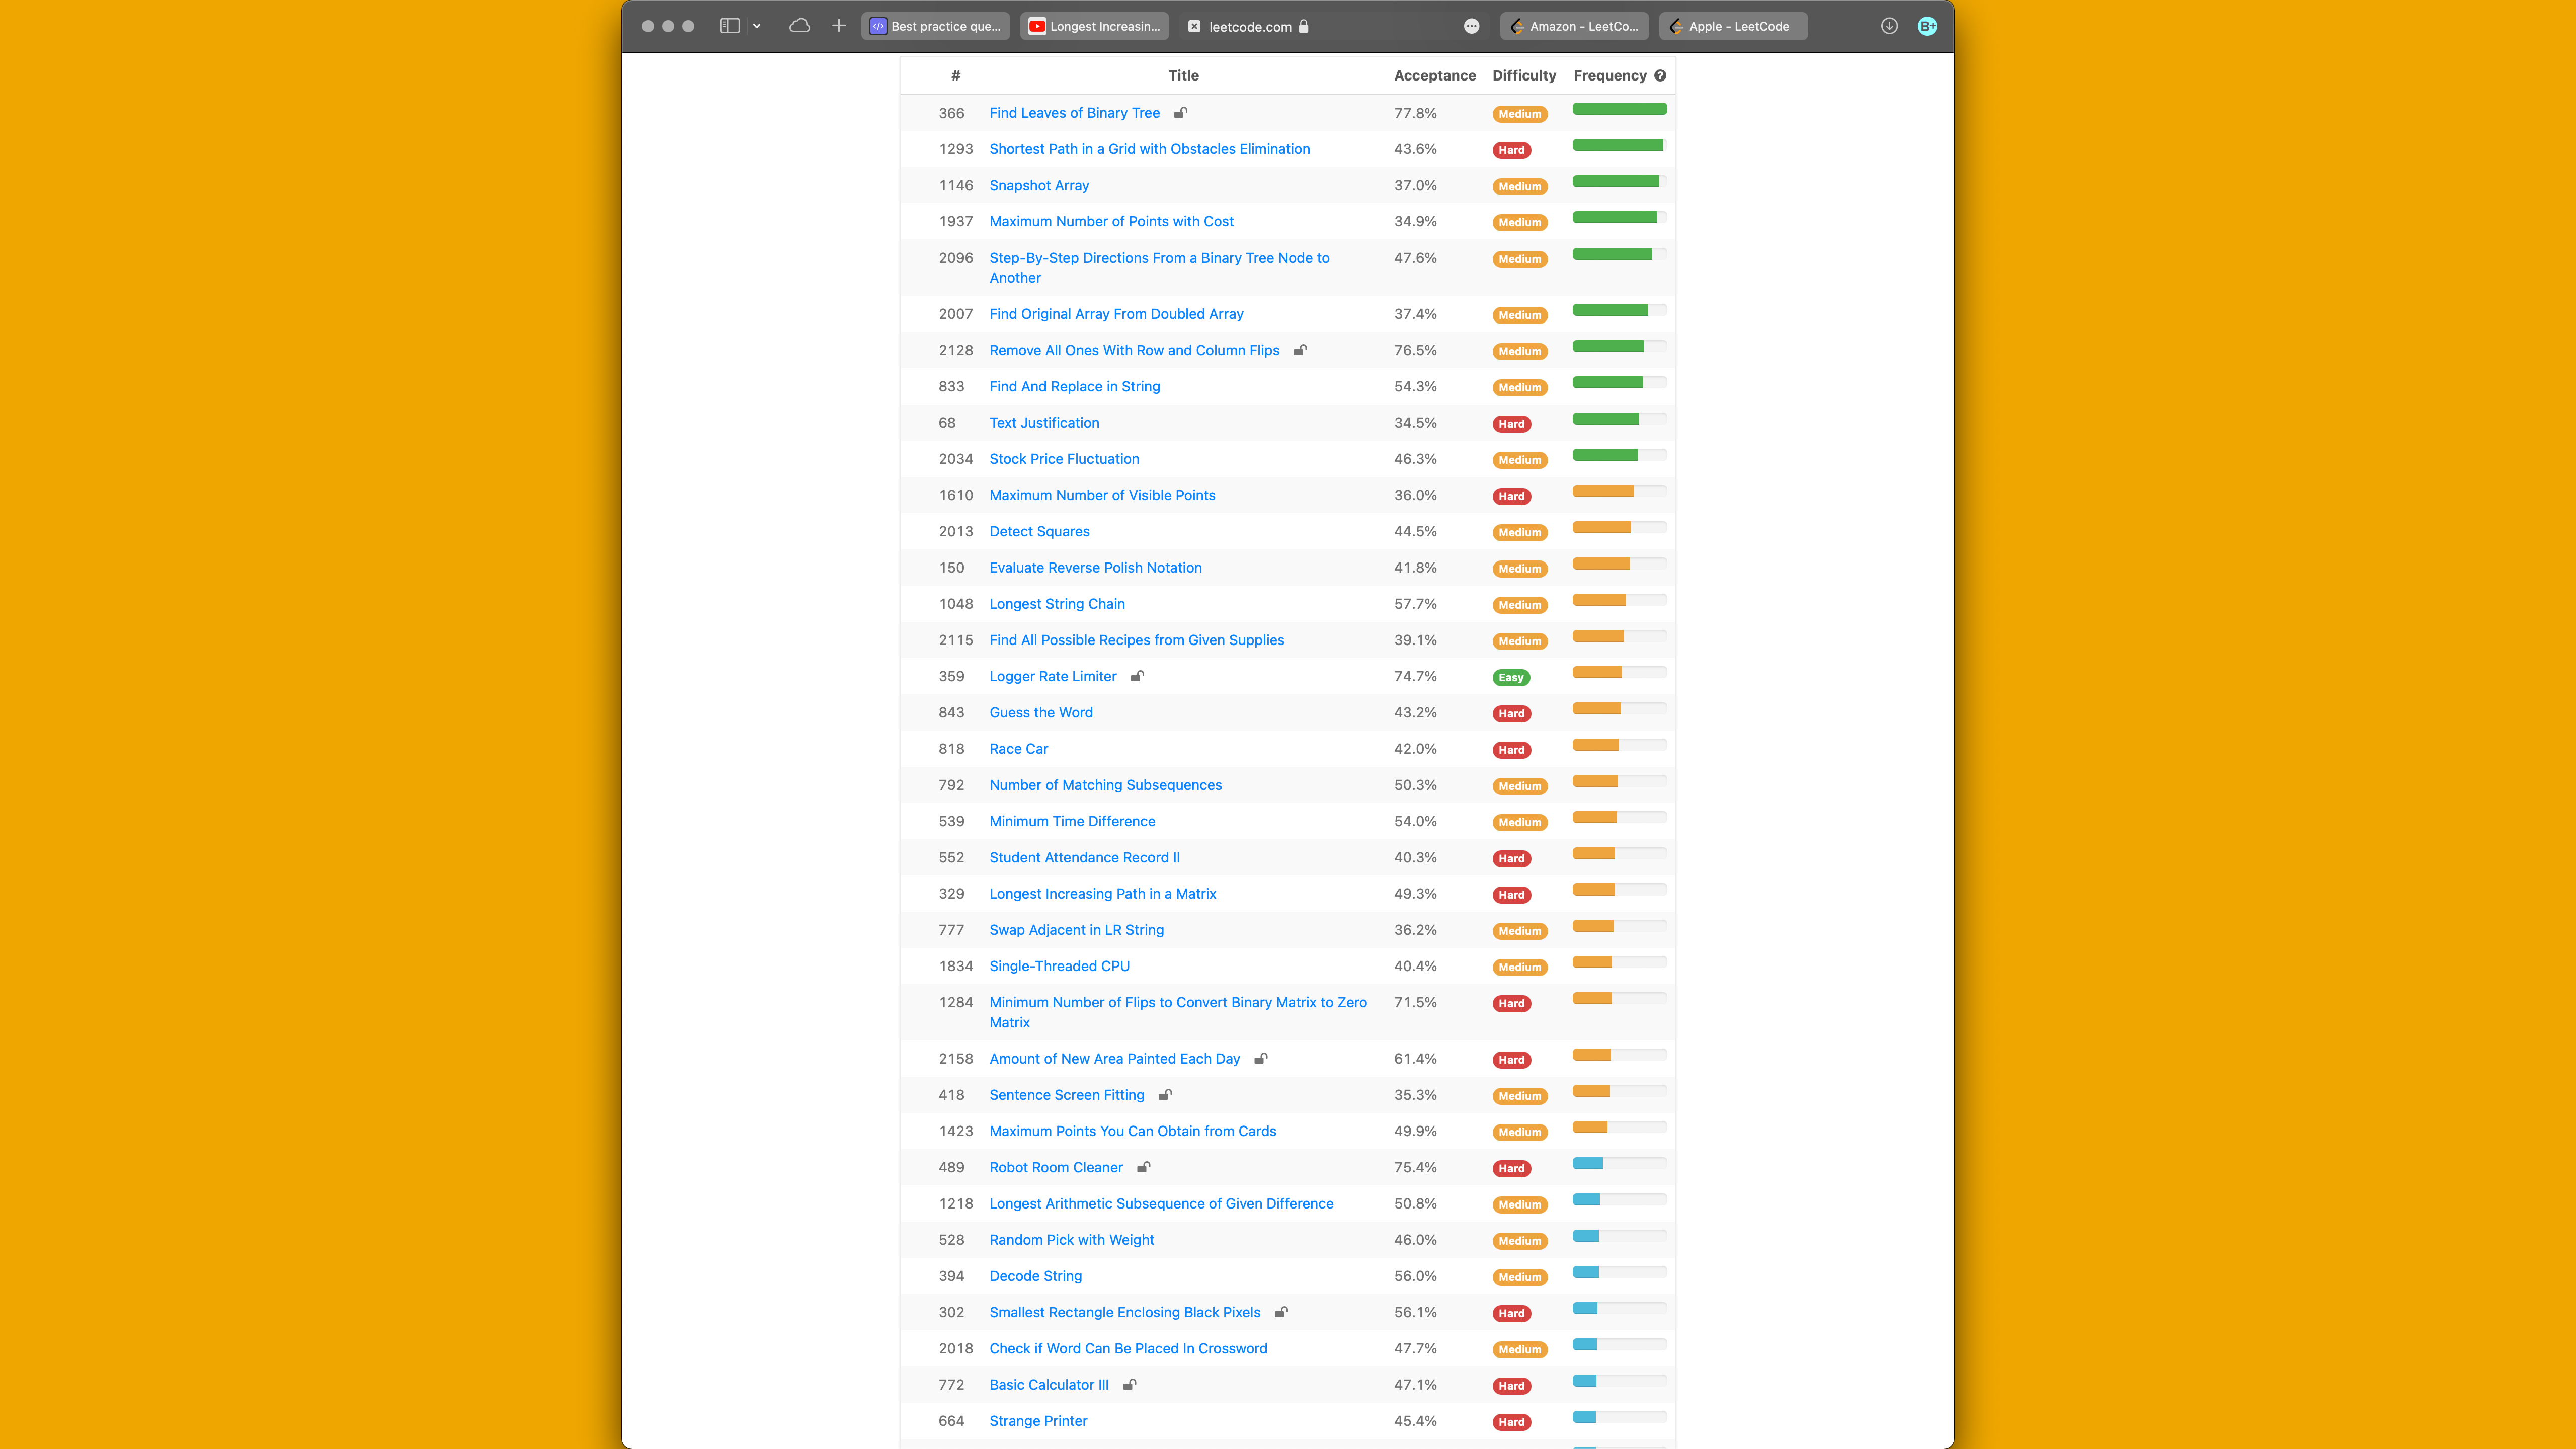 Best practice que...
Longest Increasin...
leetcode.com
Amazon - LeetCo...
Apple - LeetCode
B+
# Title Acceptance Difficulty Frequency ?
366 Find Leaves of Binary Tree 77.8% Medium
1293 Shortest Path in a Grid with Obstacles Elimination 43.6% Hard
1146 Snapshot Array 37.0% Medium
1937 Maximum Number of Points with Cost 34.9% Medium
2096 Step-By-Step Directions From a Binary Tree Node to 47.6% Medium
Another
2007 Find Original Array From Doubled Array 37.4% Medium
2128 Remove All Ones With Row and Column Flips 76.5% Medium
833 Find And Replace in String 54.3% Medium
68 Text Justification 34.5% Hard
2034 Stock Price Fluctuation 46.3% Medium
1610 Maximum Number of Visible Points 36.0% Hard
2013 Detect Squares 44.5% Medium
150 Evaluate Reverse Polish Notation 41.8% Medium
1048 Longest String Chain 57.7% Medium
2115 Find All Possible Recipes from Given Supplies 39.1% Medium
359 Logger Rate Limiter 74.7% Easy
843 Guess the Word 43.2% Hard
818 Race Car 42.0% Hard
792 Number of Matching Subsequences 50.3% Medium
539 Minimum Time Difference 54.0% Medium
552 Student Attendance Record II 40.3% Hard
329 Longest Increasing Path in a Matrix 49.3% Hard
777 Swap Adjacent in LR String 36.2% Medium
1834 Single-Threaded CPU 40.4% Medium
1284 Minimum Number of Flips to Convert Binary Matrix to Zero 71.5% Hard
Matrix
2158 Amount of New Area Painted Each Day 61.4% Hard
418 Sentence Screen Fitting 35.3% Medium
1423 Maximum Points You Can Obtain from Cards 49.9% Medium
489 Robot Room Cleaner 75.4% Hard
1218 Longest Arithmetic Subsequence of Given Difference 50.8% Medium
528 Random Pick with Weight 46.0% Medium
394 Decode String 56.0% Medium
302 Smallest Rectangle Enclosing Black Pixels 56.1% Hard
2018 Check if Word Can Be Placed In Crossword 47.7% Medium
772 Basic Calculator III 47.1% Hard
664 Strange Printer 45.4% Hard